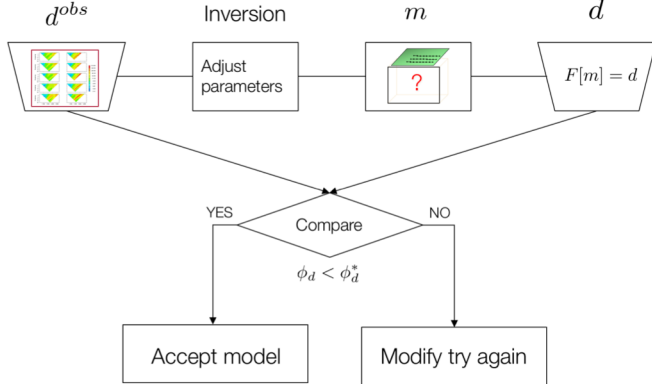 d^{obs}
Inversion
m
d
Adjust
parameters
?
F[m] = d
YES
Compare
NO
ϕ_d < ϕ_d^*
Accept model
Modify try again